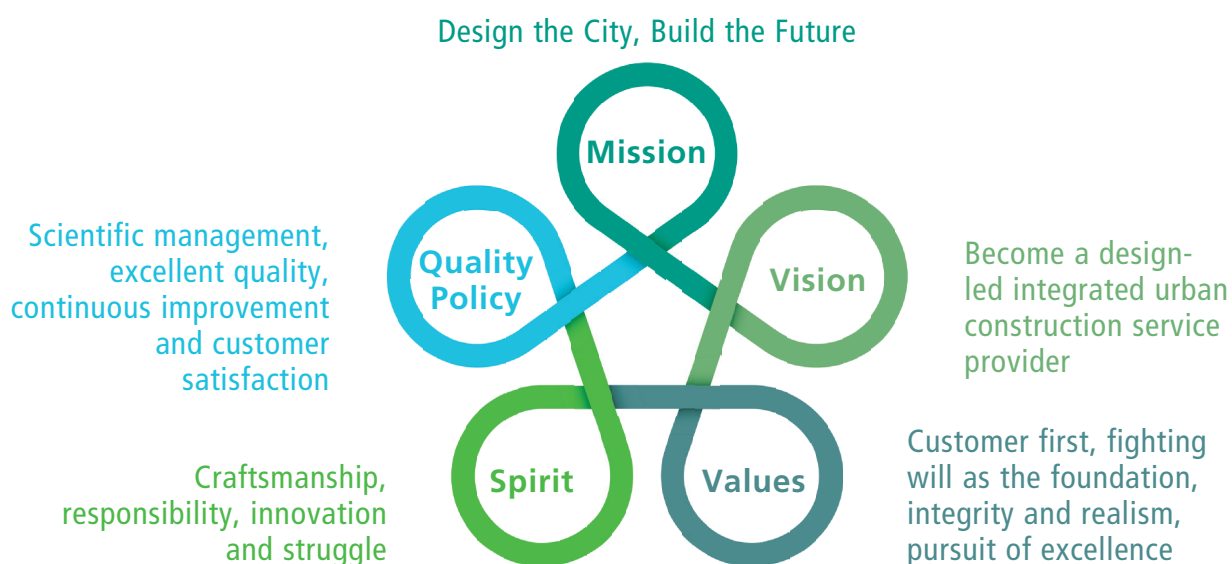 Design the City, Build the Future
Mission
Quality
Policy
Scientific management,
excellent quality,
continuous improvement
and customer
satisfaction
Vision
Become a design-
led integrated urban
construction service
provider
Spirit
Craftsmanship,
responsibility, innovation
and struggle
Values
Customer first, fighting
will as the foundation,
integrity and realism,
pursuit of excellence